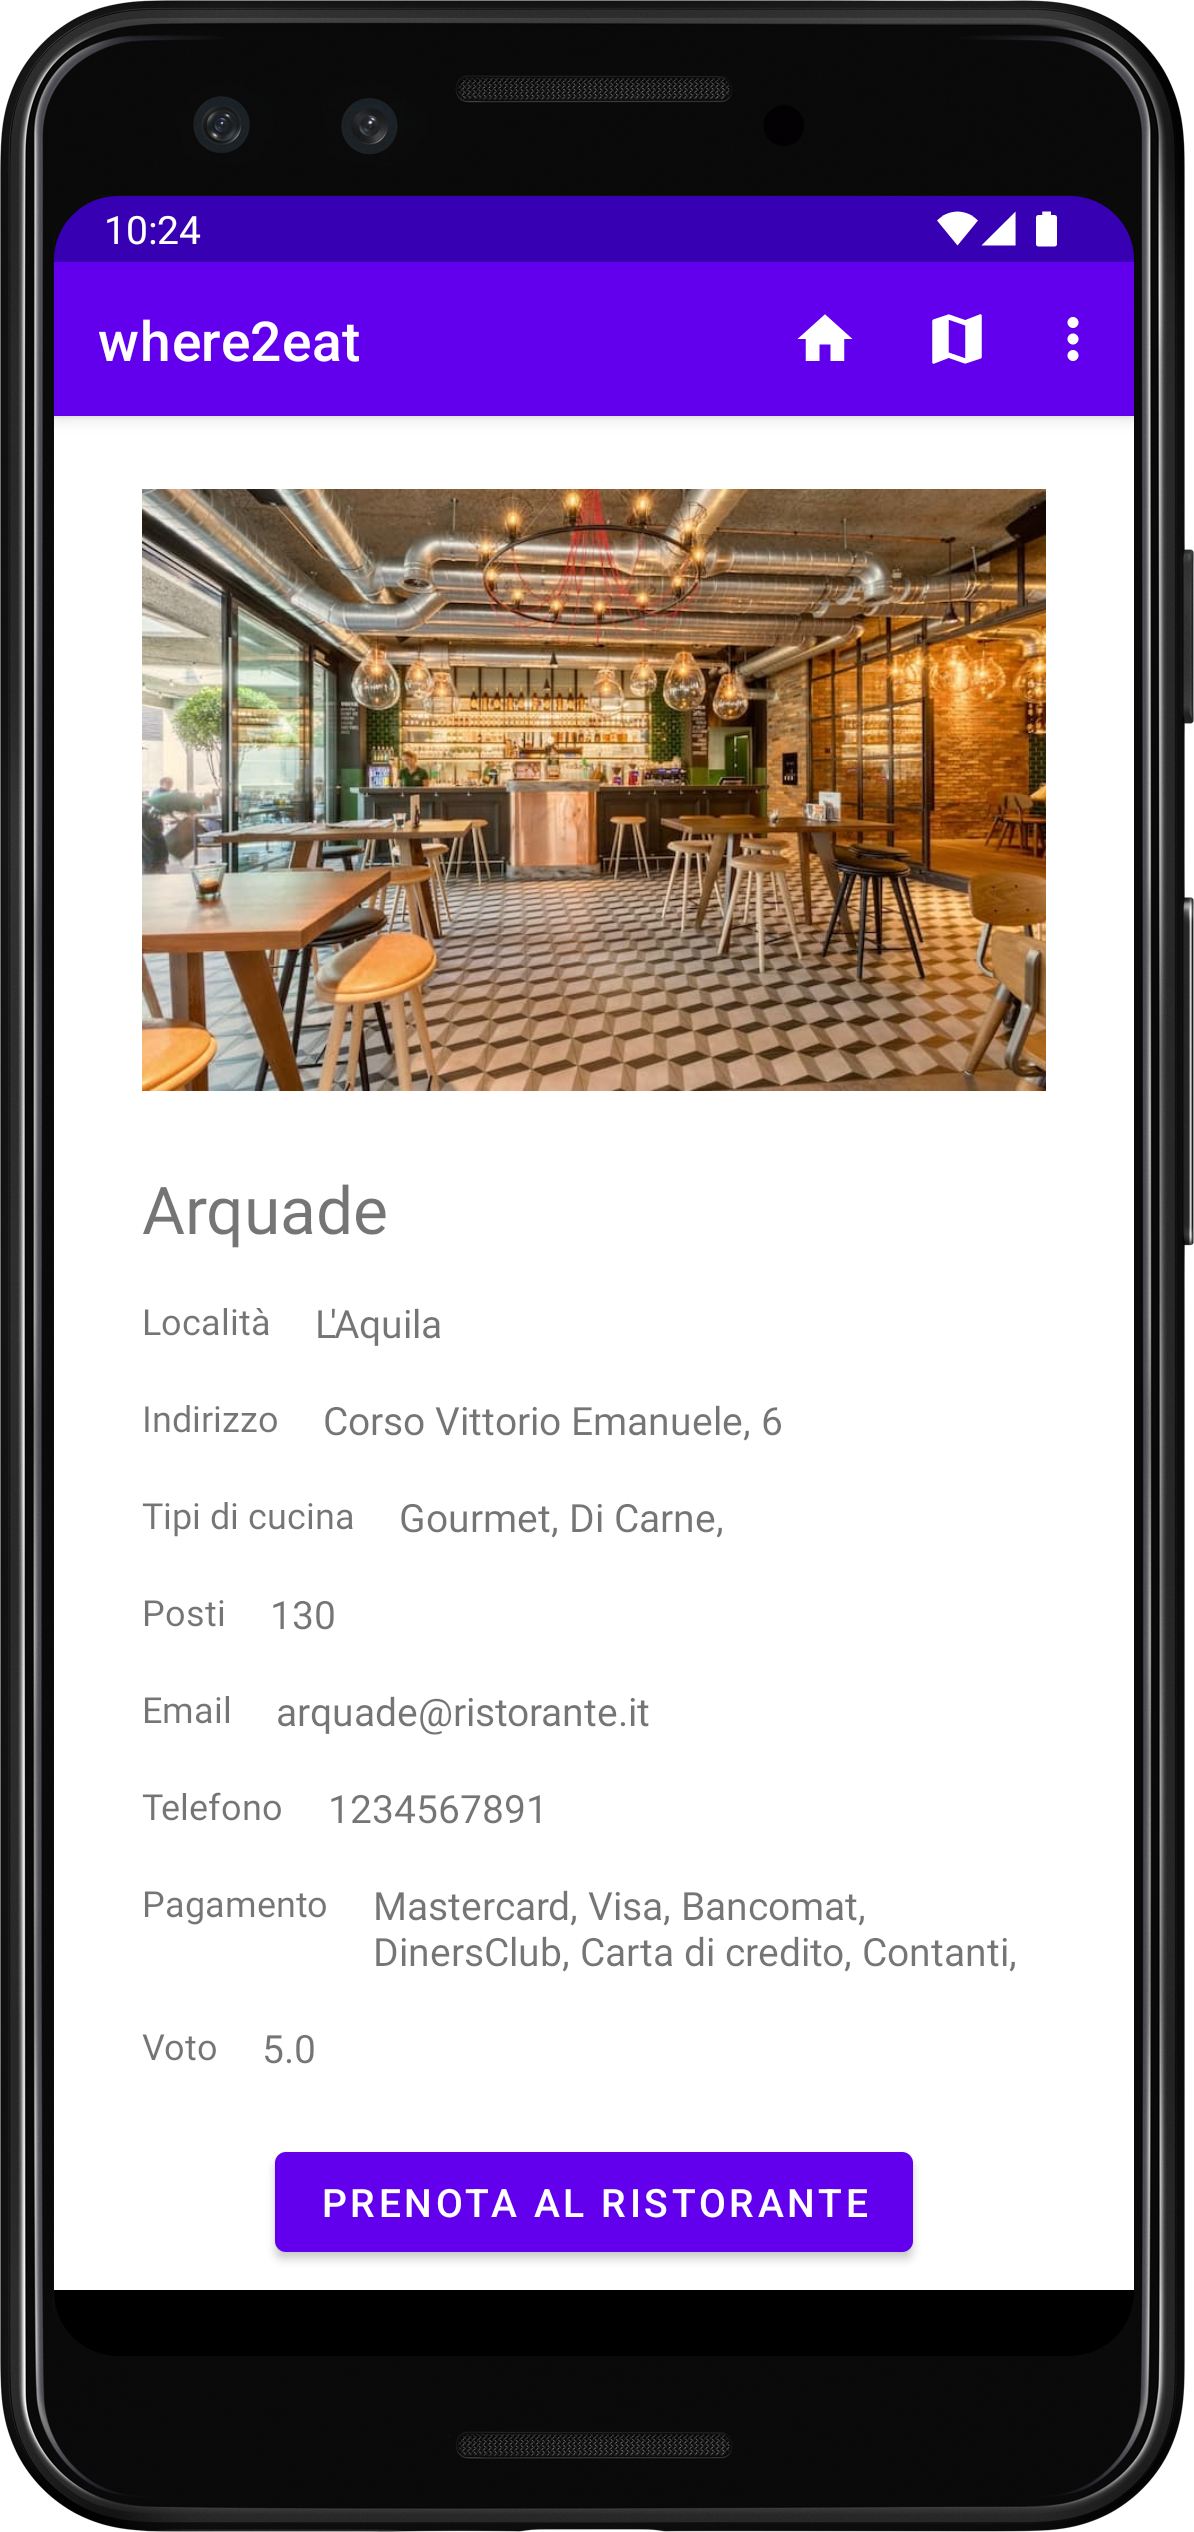 10:24
where2eat
Arquade
Località L'Aquila
Indirizzo Corso Vittorio Emanuele, 6
Tipi di cucina Gourmet, Di Carne,
Posti 130
Email arquade@ristorante.it
Telefono 1234567891
Pagamento Mastercard, Visa, Bancomat,
DinersClub, Carta di credito, Contanti,
Voto 5.0
PRENOTA AL RISTORANTE